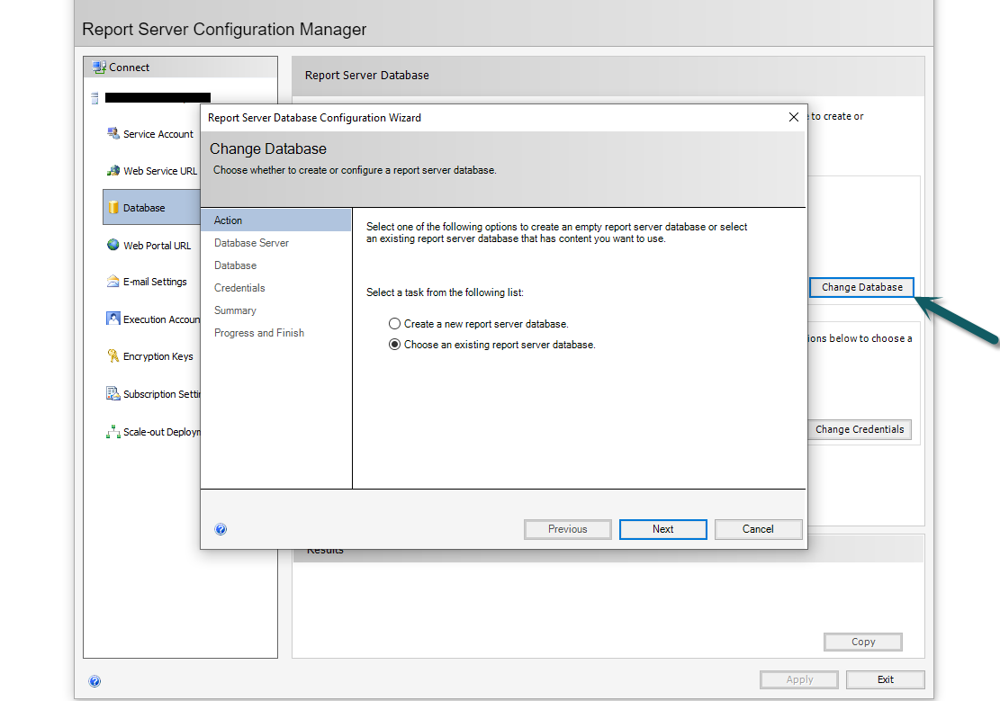 Report Server Configuration Manager
Connect
Report Server Database
to create or
Report Server Database Configuration Wizard
Change Database
Choose whether to create or configure a report server database.
Service Account
Web Service URL
Database
Web Portal URL
E-mail Settings
Execution Accoun
Encryption Keys
Subscription Setti
Scale-out Deployn
Action
Database Server
Database
Credentials
Summary
Progress and Finish
Select one of the following options to create an empty report server database or select
an existing report server database that has content you want to use.
Select a task from the following list:
Create a new report server database.
Choose an existing report server database.
Change Database
ions below to choose a
Change Credentials
Previous
Next
Cancel
Results
Copy
Apply
Exit